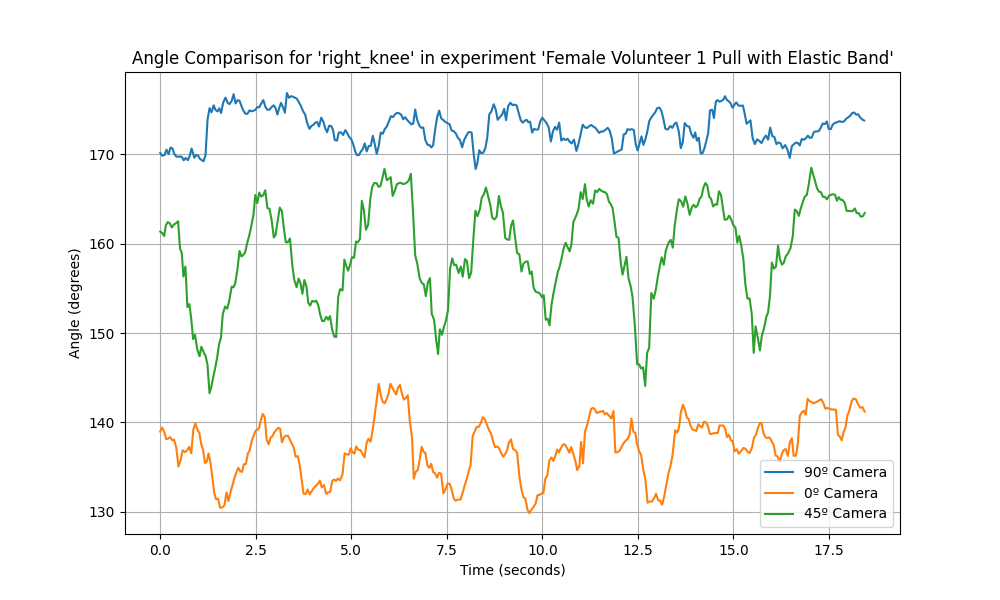 Angle Comparison for 'right_knee' in experiment 'Female Volunteer 1 Pull with Elastic Band'
Angle (degrees)
170
160
150
140
130
0.0 2.5 5.0 7.5 10.0 12.5 15.0 17.5
Time (seconds)
90º Camera
0º Camera
45º Camera